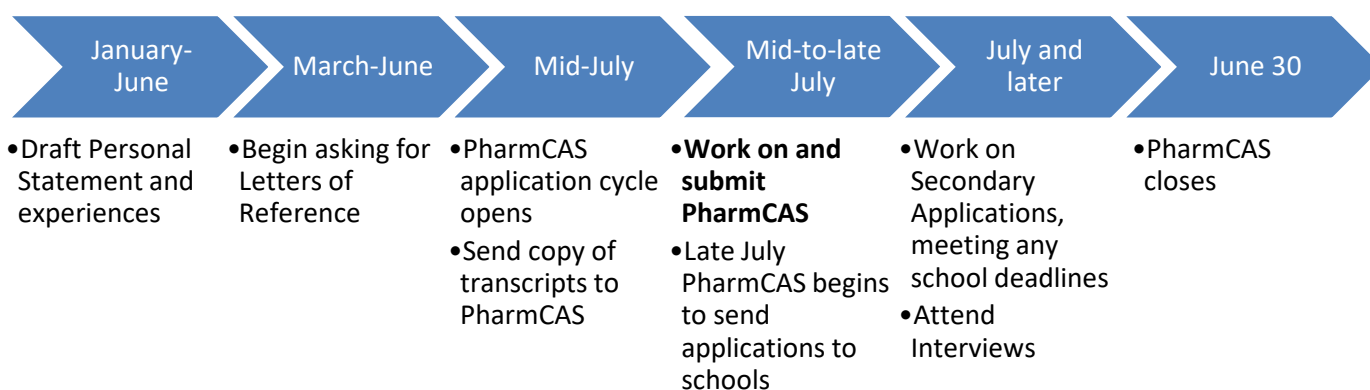 January-
June
March-June
Mid-July
Mid-to-late
July
July and
later
June 30
•Draft Personal
Statement and
experiences
•Begin asking for
Letters of
Reference
•PharmCAS
application cycle
opens
•Send copy of
transcripts to
PharmCAS
•Work on and
submit
PharmCAS
•Late July
PharmCAS begins
to send
applications to
schools
•Work on
Secondary
Applications,
meeting any
school deadlines
•Attend
Interviews
•PharmCAS
closes